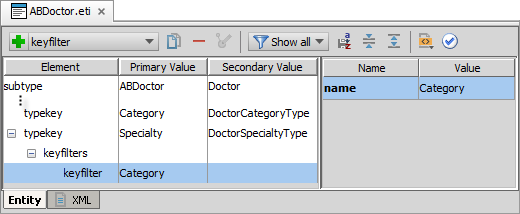 ABDoctor.eti
keyfilter Show all
Element Primary Value Secondary Value
subtype ABDoctor Doctor
typekey Category DoctorCategoryType
typekey Specialty DoctorSpecialtyType
keyfilters
keyfilter Category
Name Value
name Category
Entity XML